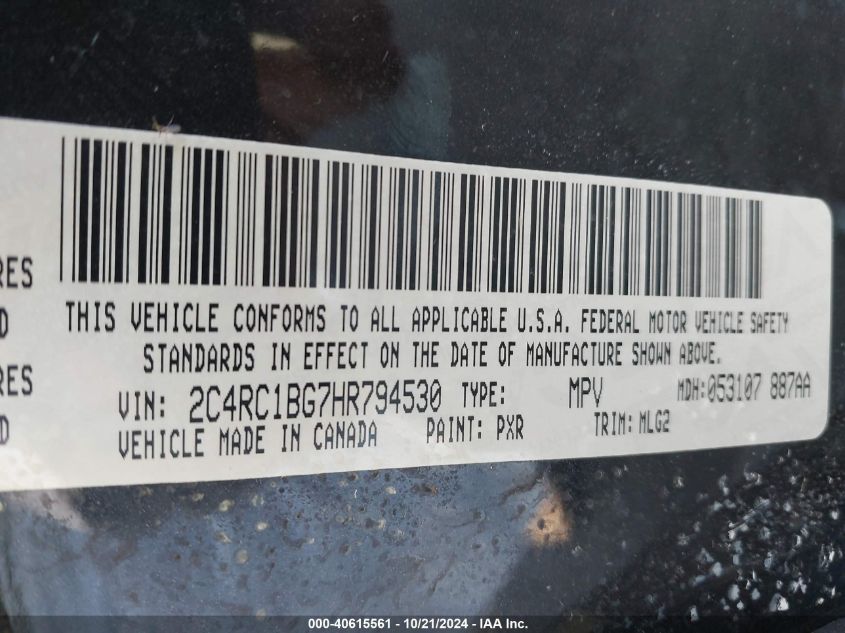 RES
D
RES
D
THIS VEHICLE CONFORMS TO ALL APPLICABLE U.S.A. FEDERAL MOTOR VEHICLE SAFETY
STANDARDS IN EFFECT ON THE DATE OF MANUFACTURE SHOWN ABOVE.
VIN: 2C4RC1BG7HR794530 TYPE: MPV MDH:053107 887AA
VEHICLE MADE IN CANADA PAINT: PXR TRIM: MLG2
000-40615561 - 10/21/2024 - IAA Inc.